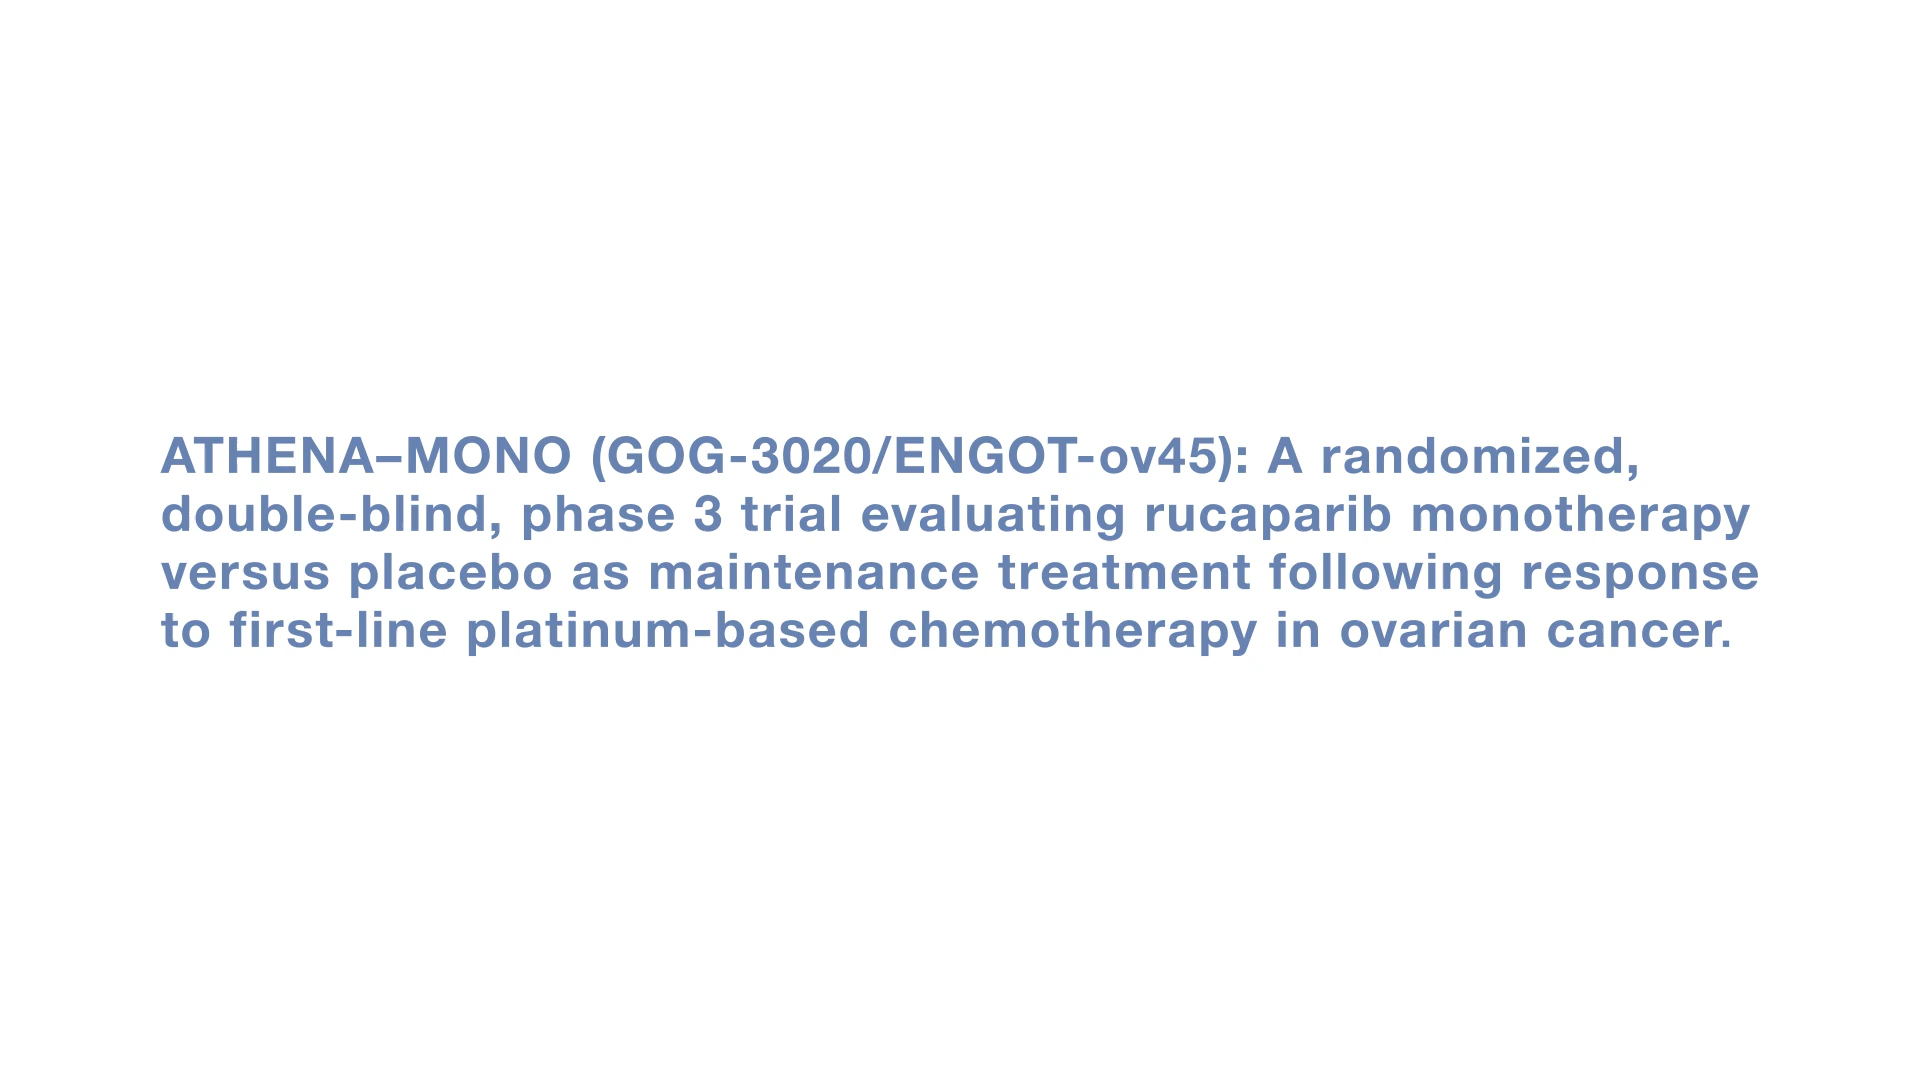 ATHENA–MONO (GOG-3020/ENGOT-ov45): A randomized,
double-blind, phase 3 trial evaluating rucaparib monotherapy
versus placebo as maintenance treatment following response
to first-line platinum-based chemotherapy in ovarian cancer.